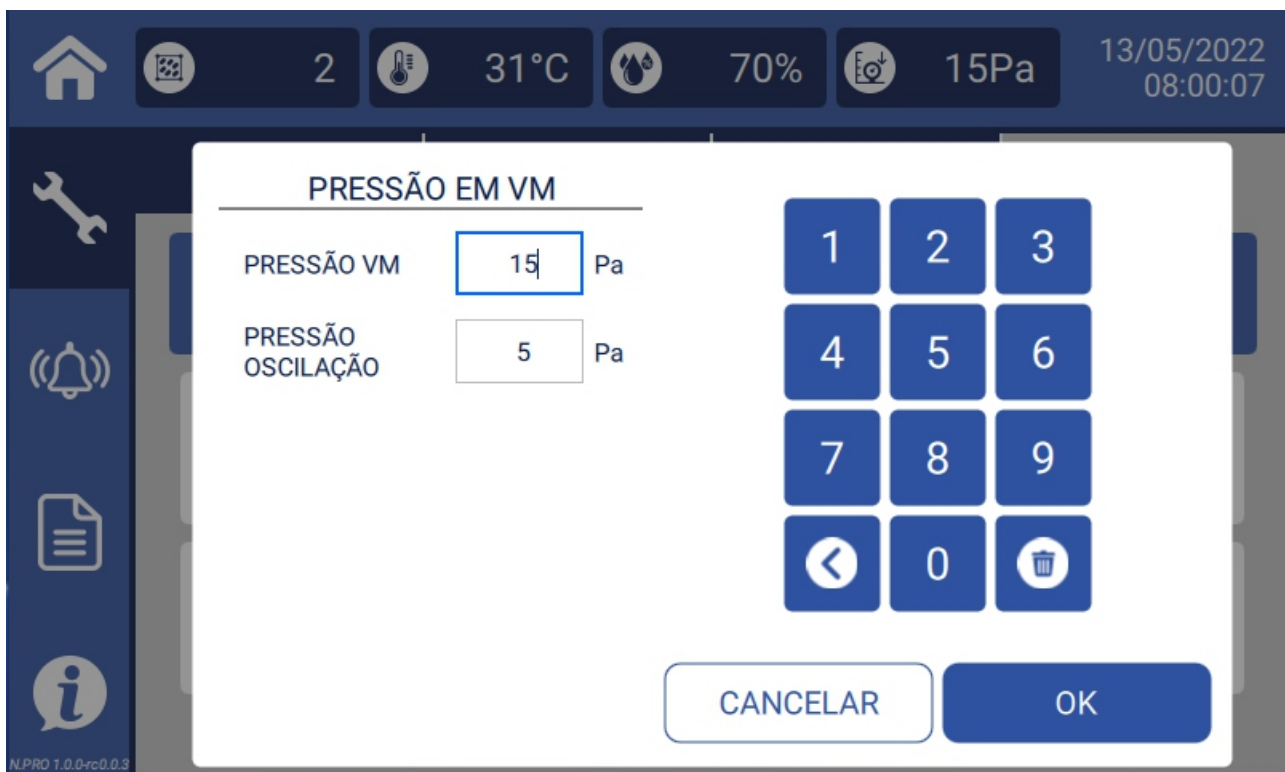 2
31°C
70%
15Pa
13/05/2022
08:00:07
PRESSÃO EM VM
PRESSÃO VM
15
Pa
PRESSÃO
OSCILAÇÃO
5
Pa
1 2 3
4 5 6
7 8 9
0
CANCELAR
OK
N.PRO 1.0.0-rc0.0.3